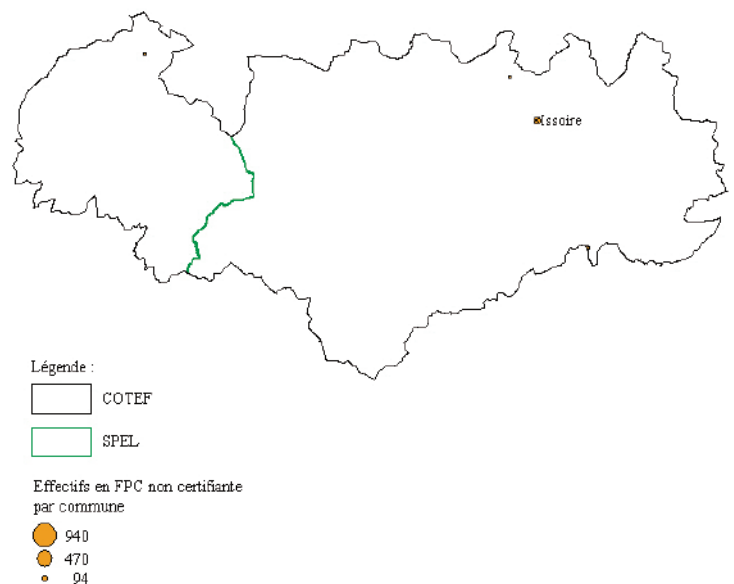 Issoire
Légende :
COTEF
SPEL
Effectifs en FPC non certifiante
par commune
940
470
94